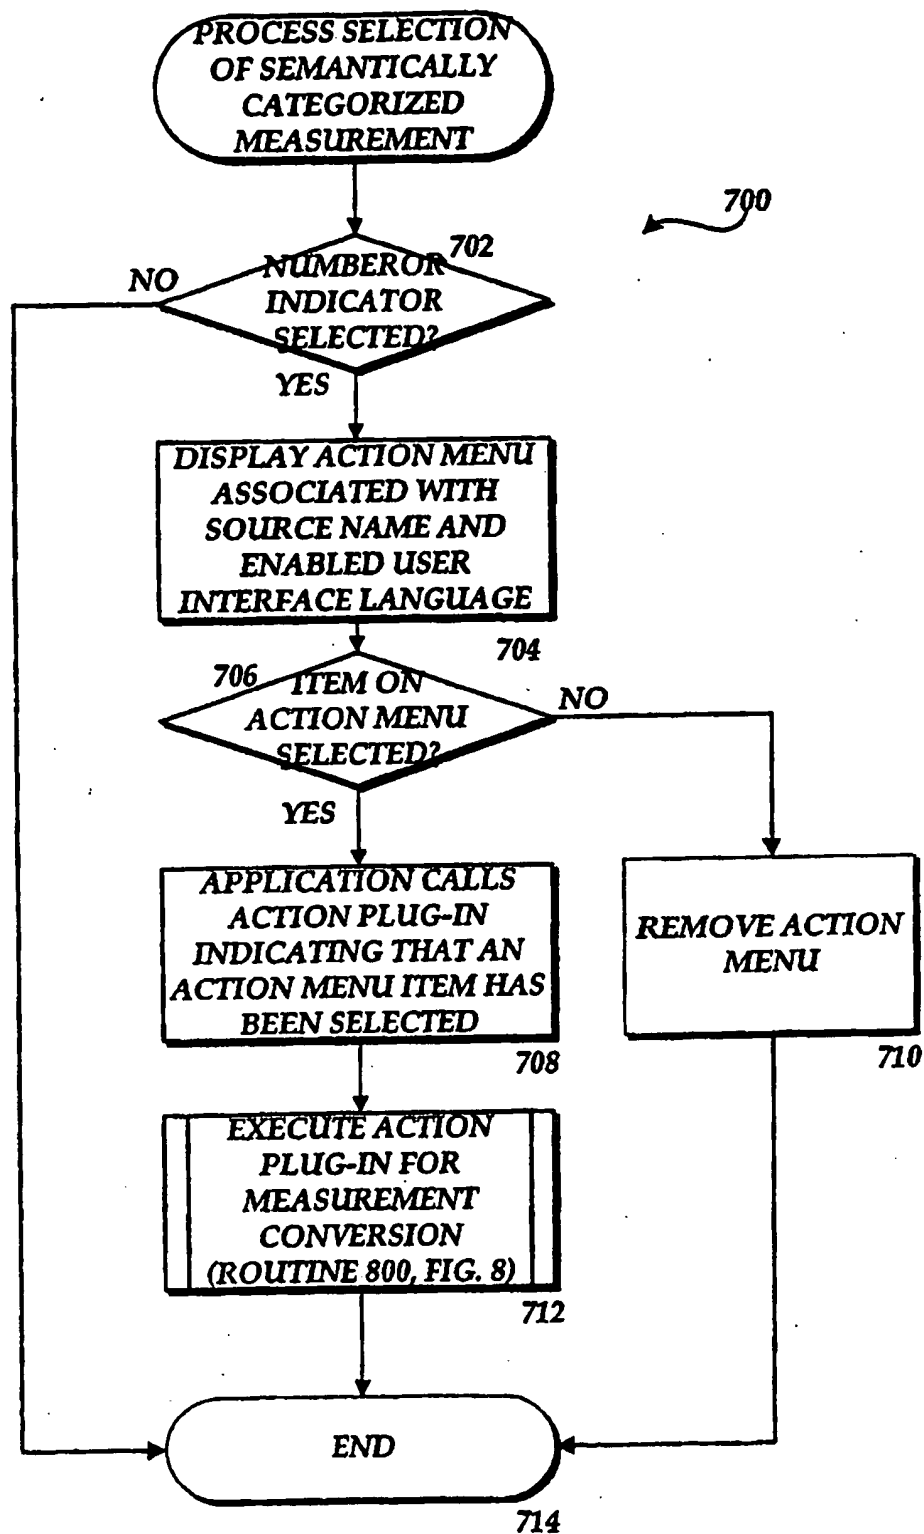 PROCESS SELECTION
OF SEMANTICALLY
CATEGORIZED
MEASUREMENT
700
702
NO
NUMBEROR
INDICATOR
SELECTED?
YES
DISPLAY ACTION MENU
ASSOCIATED WITH
SOURCE NAME AND
ENABLED USER
INTERFACE LANGUAGE
704
706
ITEM ON
ACTION MENU
SELECTED?
NO
YES
APPLICATION CALLS
ACTION PLUG-IN
INDICATING THAT AN
ACTION MENU ITEM HAS
BEEN SELECTED
708
REMOVE ACTION
MENU
710
EXECUTE ACTION
PLUG-IN FOR
MEASUREMENT
CONVERSION
(ROUTINE 800, FIG. 8)
712
END
714